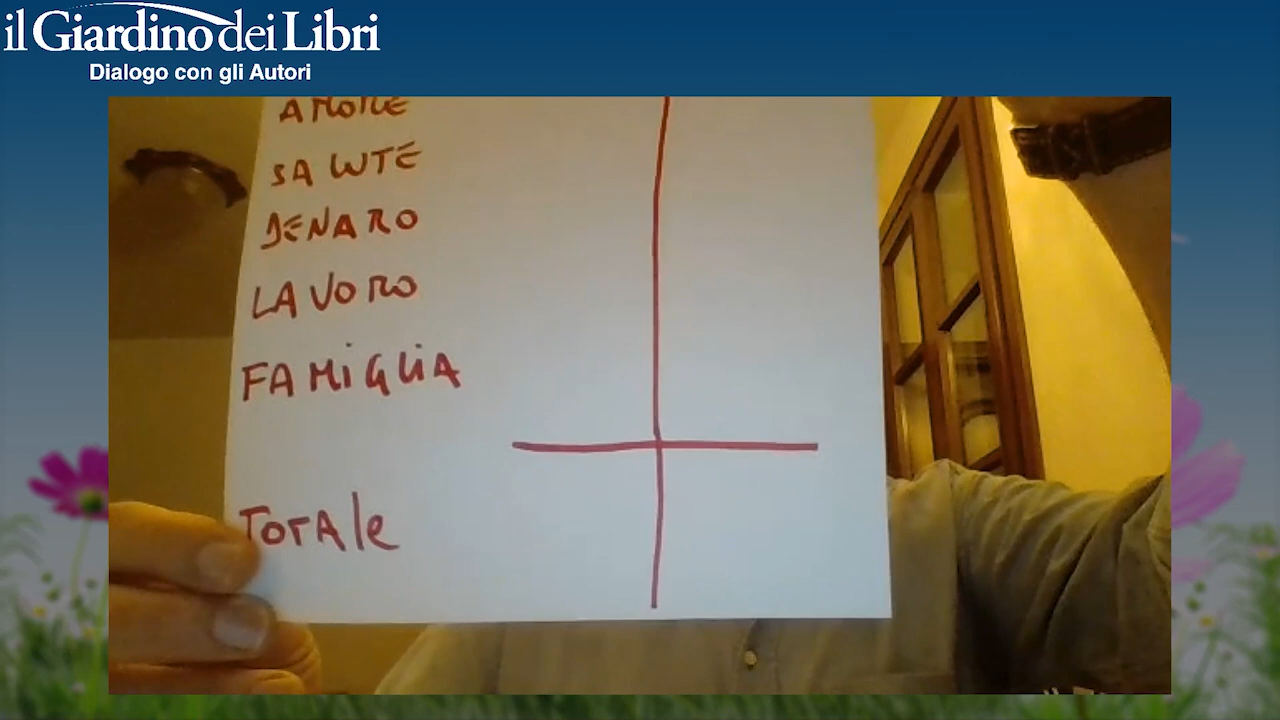 il Giardino dei Libri
Dialogo con gli Autori
AMORE
SALUTE
DENARO
LAVORO
FAMIGLIA
TOTAle